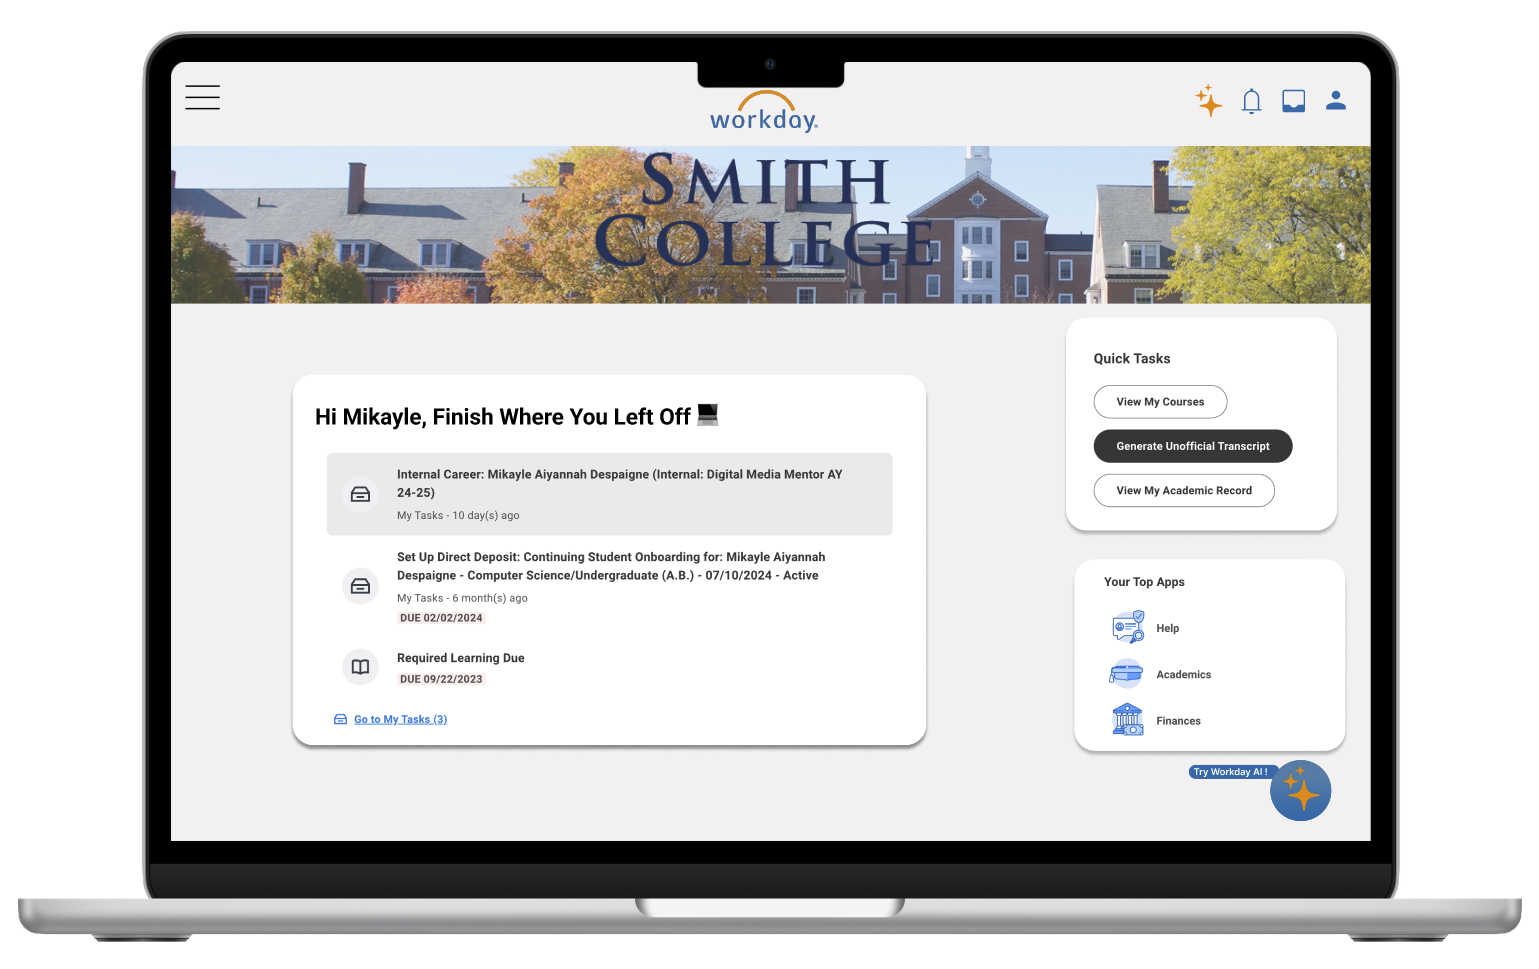 workday.
SMITH
COLLEGE
Hi Mikayle, Finish Where You Left Off
Internal Career: Mikayle Aiyannah Despaigne (Internal: Digital Media Mentor AY
24-25)
My Tasks - 10 day(s) ago
Set Up Direct Deposit: Continuing Student Onboarding for: Mikayle Aiyannah
Despaigne - Computer Science/Undergraduate (A.B.) - 07/10/2024 - Active
My Tasks - 6 month(s) ago
DUE 02/02/2024
Required Learning Due
DUE 09/22/2023
Go to My Tasks (3)
Quick Tasks
View My Courses
Generate Unofficial Transcript
View My Academic Record
Your Top Apps
Help
Academics
Finances
Try Workday AI !